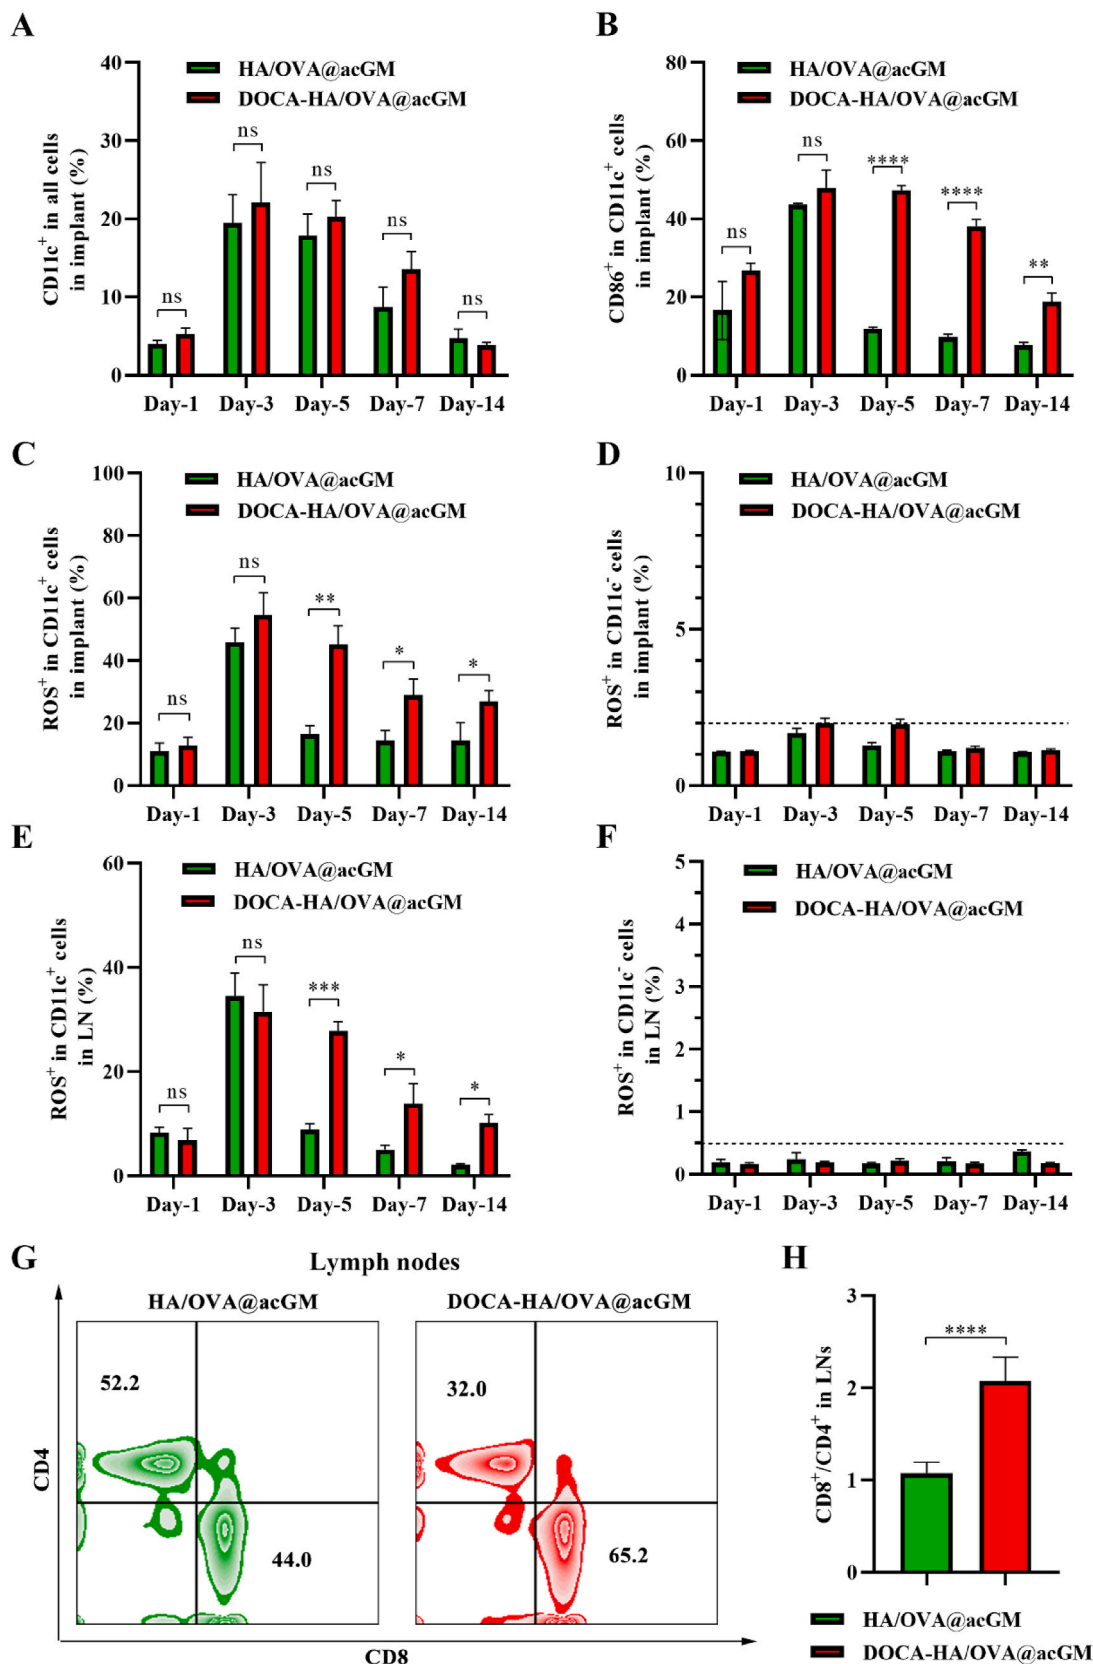 A
40
30
20
10
0
CD11c+ in all cells
in implant (%)
HA/OVA@acGM
DOCA-HA/OVA@acGM
ns
ns
ns
ns
ns
Day-1 Day-3 Day-5 Day-7 Day-14
B
80
60
40
20
0
CD86+ in CD11c+ cells
in implant (%)
HA/OVA@acGM
DOCA-HA/OVA@acGM
ns
ns
****
****
**
Day-1 Day-3 Day-5 Day-7 Day-14
C
100
80
60
40
20
0
ROS+ in CD11c+ cells
in implant (%)
HA/OVA@acGM
DOCA-HA/OVA@acGM
ns
ns
**
*
*
Day-1 Day-3 Day-5 Day-7 Day-14
D
10
5
0
ROS+ in CD11c- cells
in implant (%)
HA/OVA@acGM
DOCA-HA/OVA@acGM
Day-1 Day-3 Day-5 Day-7 Day-14
E
60
40
20
0
ROS+ in CD11c+ cells
in LN (%)
HA/OVA@acGM
DOCA-HA/OVA@acGM
ns
ns
***
*
*
Day-1 Day-3 Day-5 Day-7 Day-14
F
5
4
3
2
1
0
ROS+ in CD11c- cells
in LN (%)
HA/OVA@acGM
DOCA-HA/OVA@acGM
Day-1 Day-3 Day-5 Day-7 Day-14
G
Lymph nodes
HA/OVA@acGM
DOCA-HA/OVA@acGM
52.2
44.0
32.0
65.2
CD4
CD8
H
3
2
1
0
CD8+/CD4+ in LNs
****
HA/OVA@acGM
DOCA-HA/OVA@acGM